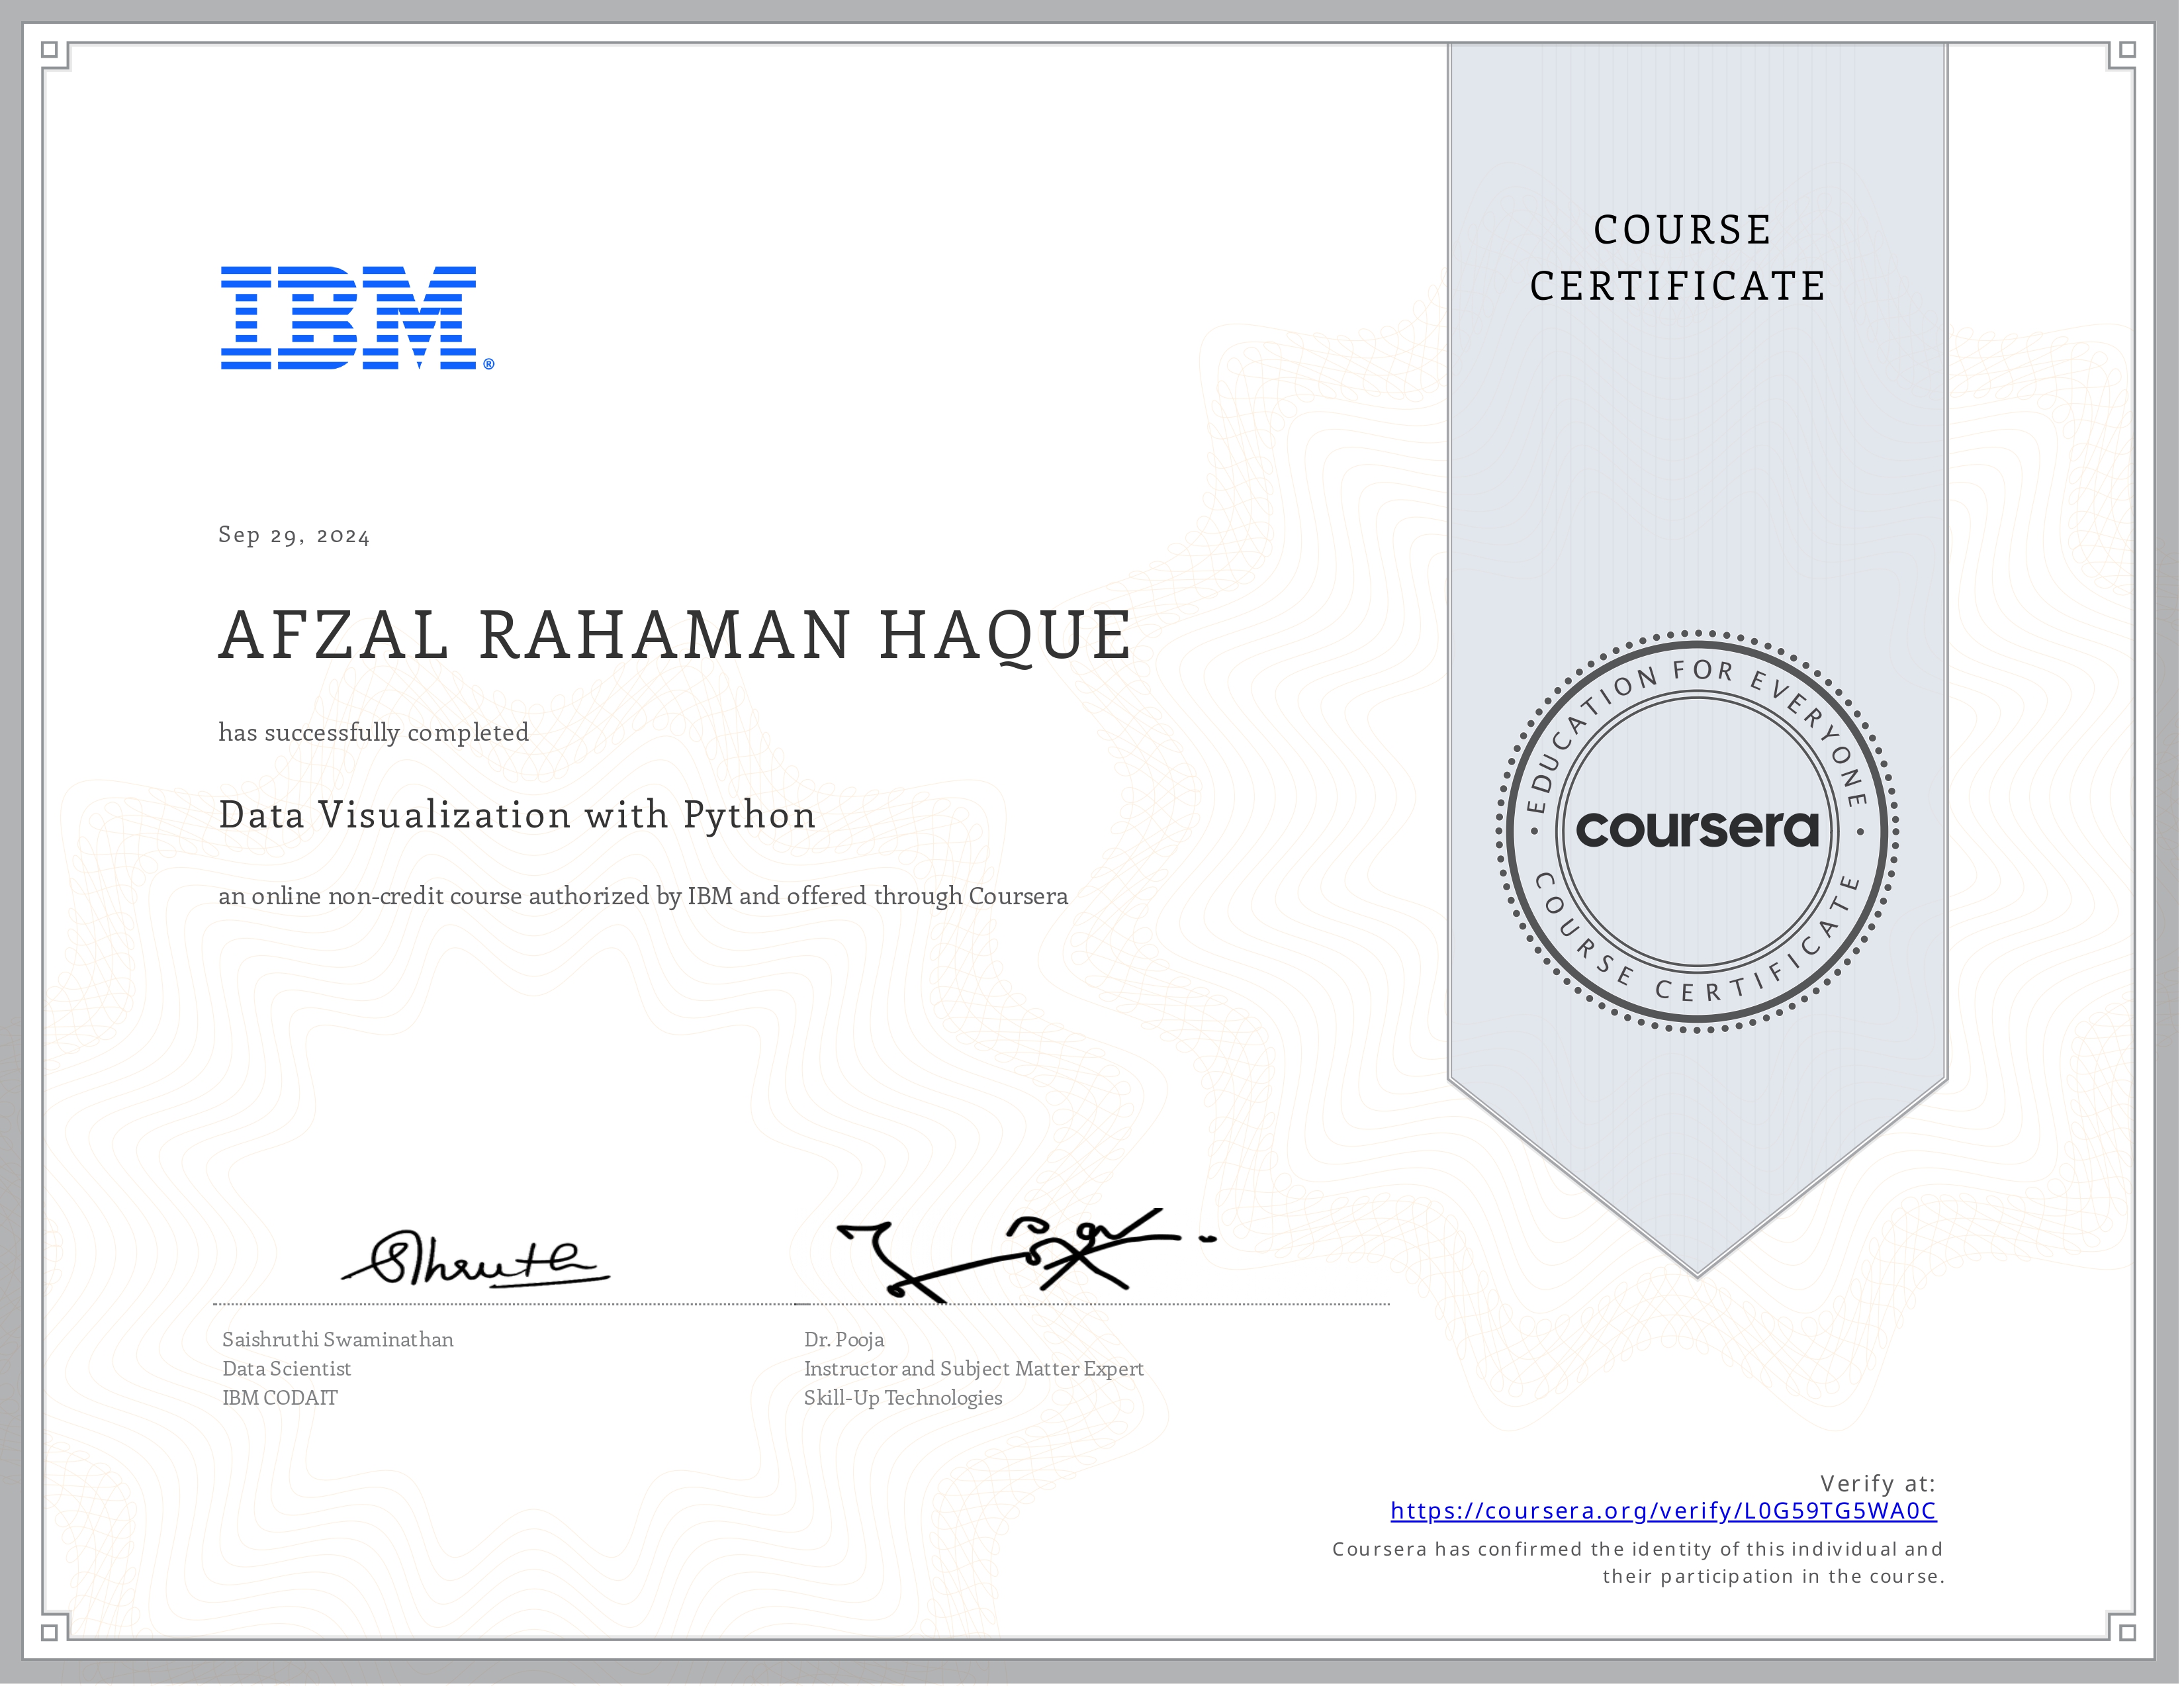 IBM®
COURSE
CERTIFICATE
Sep 29, 2024
AFZAL RAHAMAN HAQUE
has successfully completed
Data Visualization with Python
an online non-credit course authorized by IBM and offered through Coursera
EDUCATION FOR EVERYONE
coursera
COURSE CERTIFICATE
Saishruthi Swaminathan
Data Scientist
IBM CODAIT
Dr. Pooja
Instructor and Subject Matter Expert
Skill-Up Technologies
Verify at:
https://coursera.org/verify/L0G59TG5WA0C
Coursera has confirmed the identity of this individual and
their participation in the course.